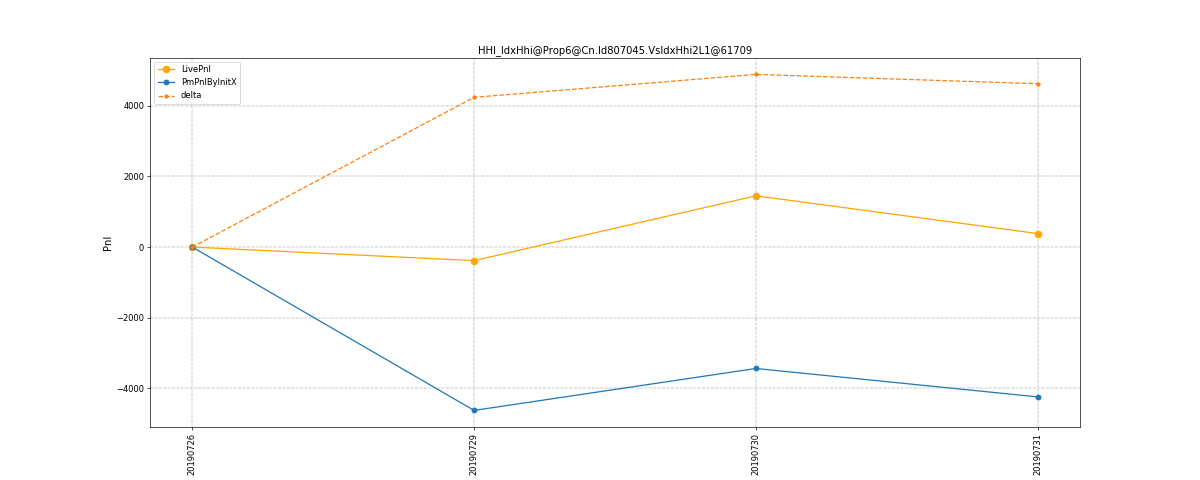 HHI_IdxHhi@Prop6@Cn.Id807045.VsIdxHhi2L1@61709
LivePnl
PmPnlByInitX
delta
4000
2000
0
−2000
−4000
Pnl
20190726
20190729
20190730
20190731